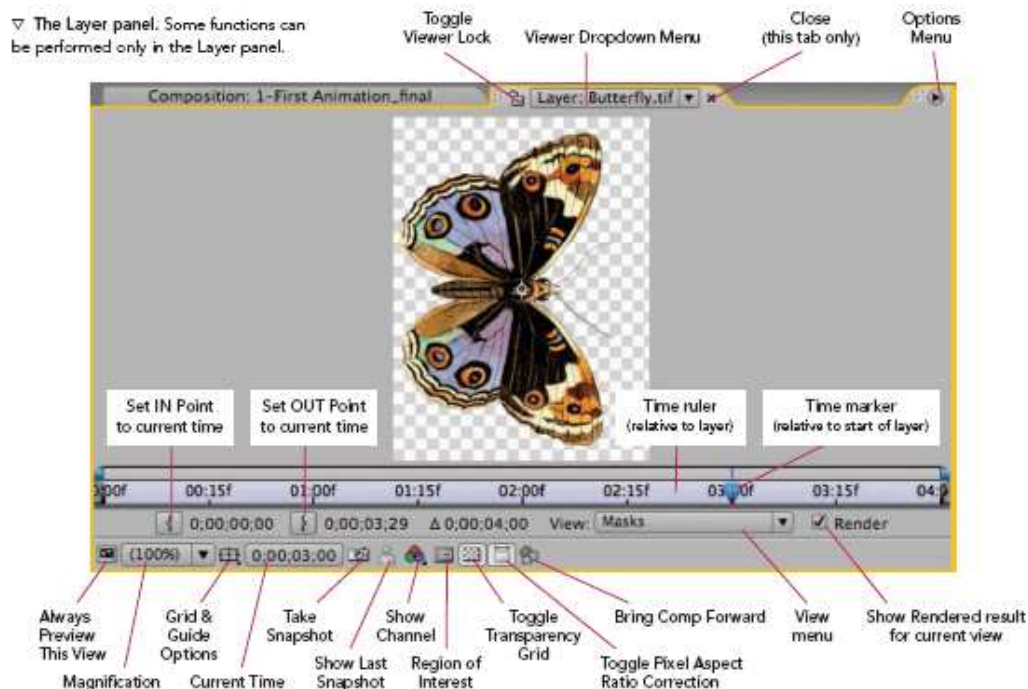 ▽ The Layer panel. Some functions can
be performed only in the Layer panel.
Toggle
Viewer Lock
Viewer Dropdown Menu
Close
(this tab only)
Options
Menu
Composition: 1-First Animation_final
Layer: Butterfly.tif
Set IN Point
to current time
Set OUT Point
to current time
Time ruler
(relative to layer)
Time marker
(relative to start of layer)
00:15f 01:00f 01:15f 02:00f 02:15f 03:00f 03:15f
0;00;00;00 0;00;03;29 Δ 0;00;04;00 View: Masks Render
(100%) 0;00;03;00
Always
Preview
This View
Magnification
Grid &
Guide
Options
Current Time
Take
Snapshot
Show Last
Snapshot
Show
Channel
Region of
Interest
Toggle
Transparency
Grid
Toggle Pixel Aspect
Ratio Correction
Bring Comp Forward
View
menu
Show Rendered result
for current view